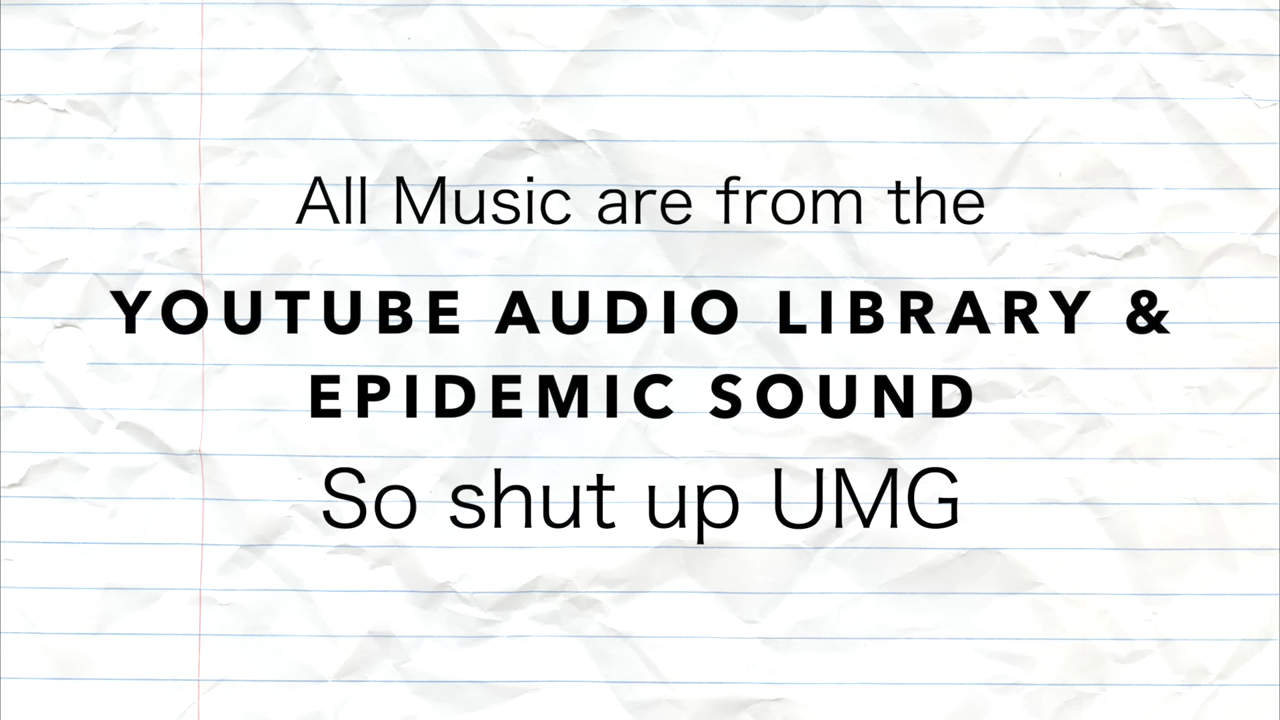 All Music are from the
YOUTUBE AUDIO LIBRARY &
EPIDEMIC SOUND
So shut up UMG